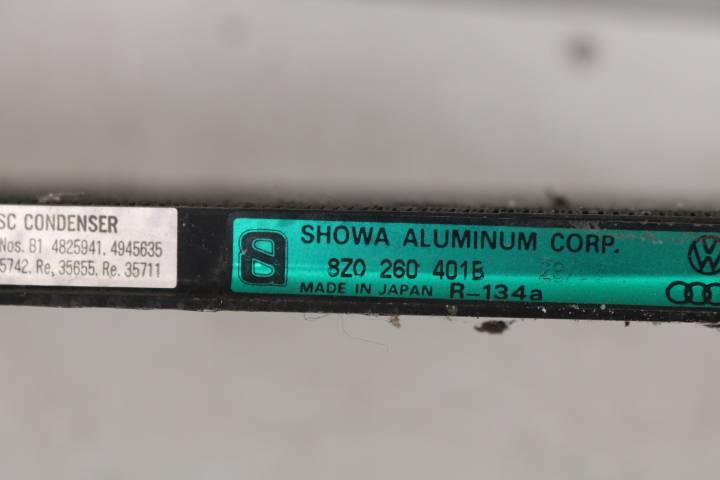 SC CONDENSER
Nos. B1 4825941. 4945635
5742. Re, 35655. Re. 35711
SHOWA ALUMINUM CORP.
8Z0 260 401B
MADE IN JAPAN R-134a